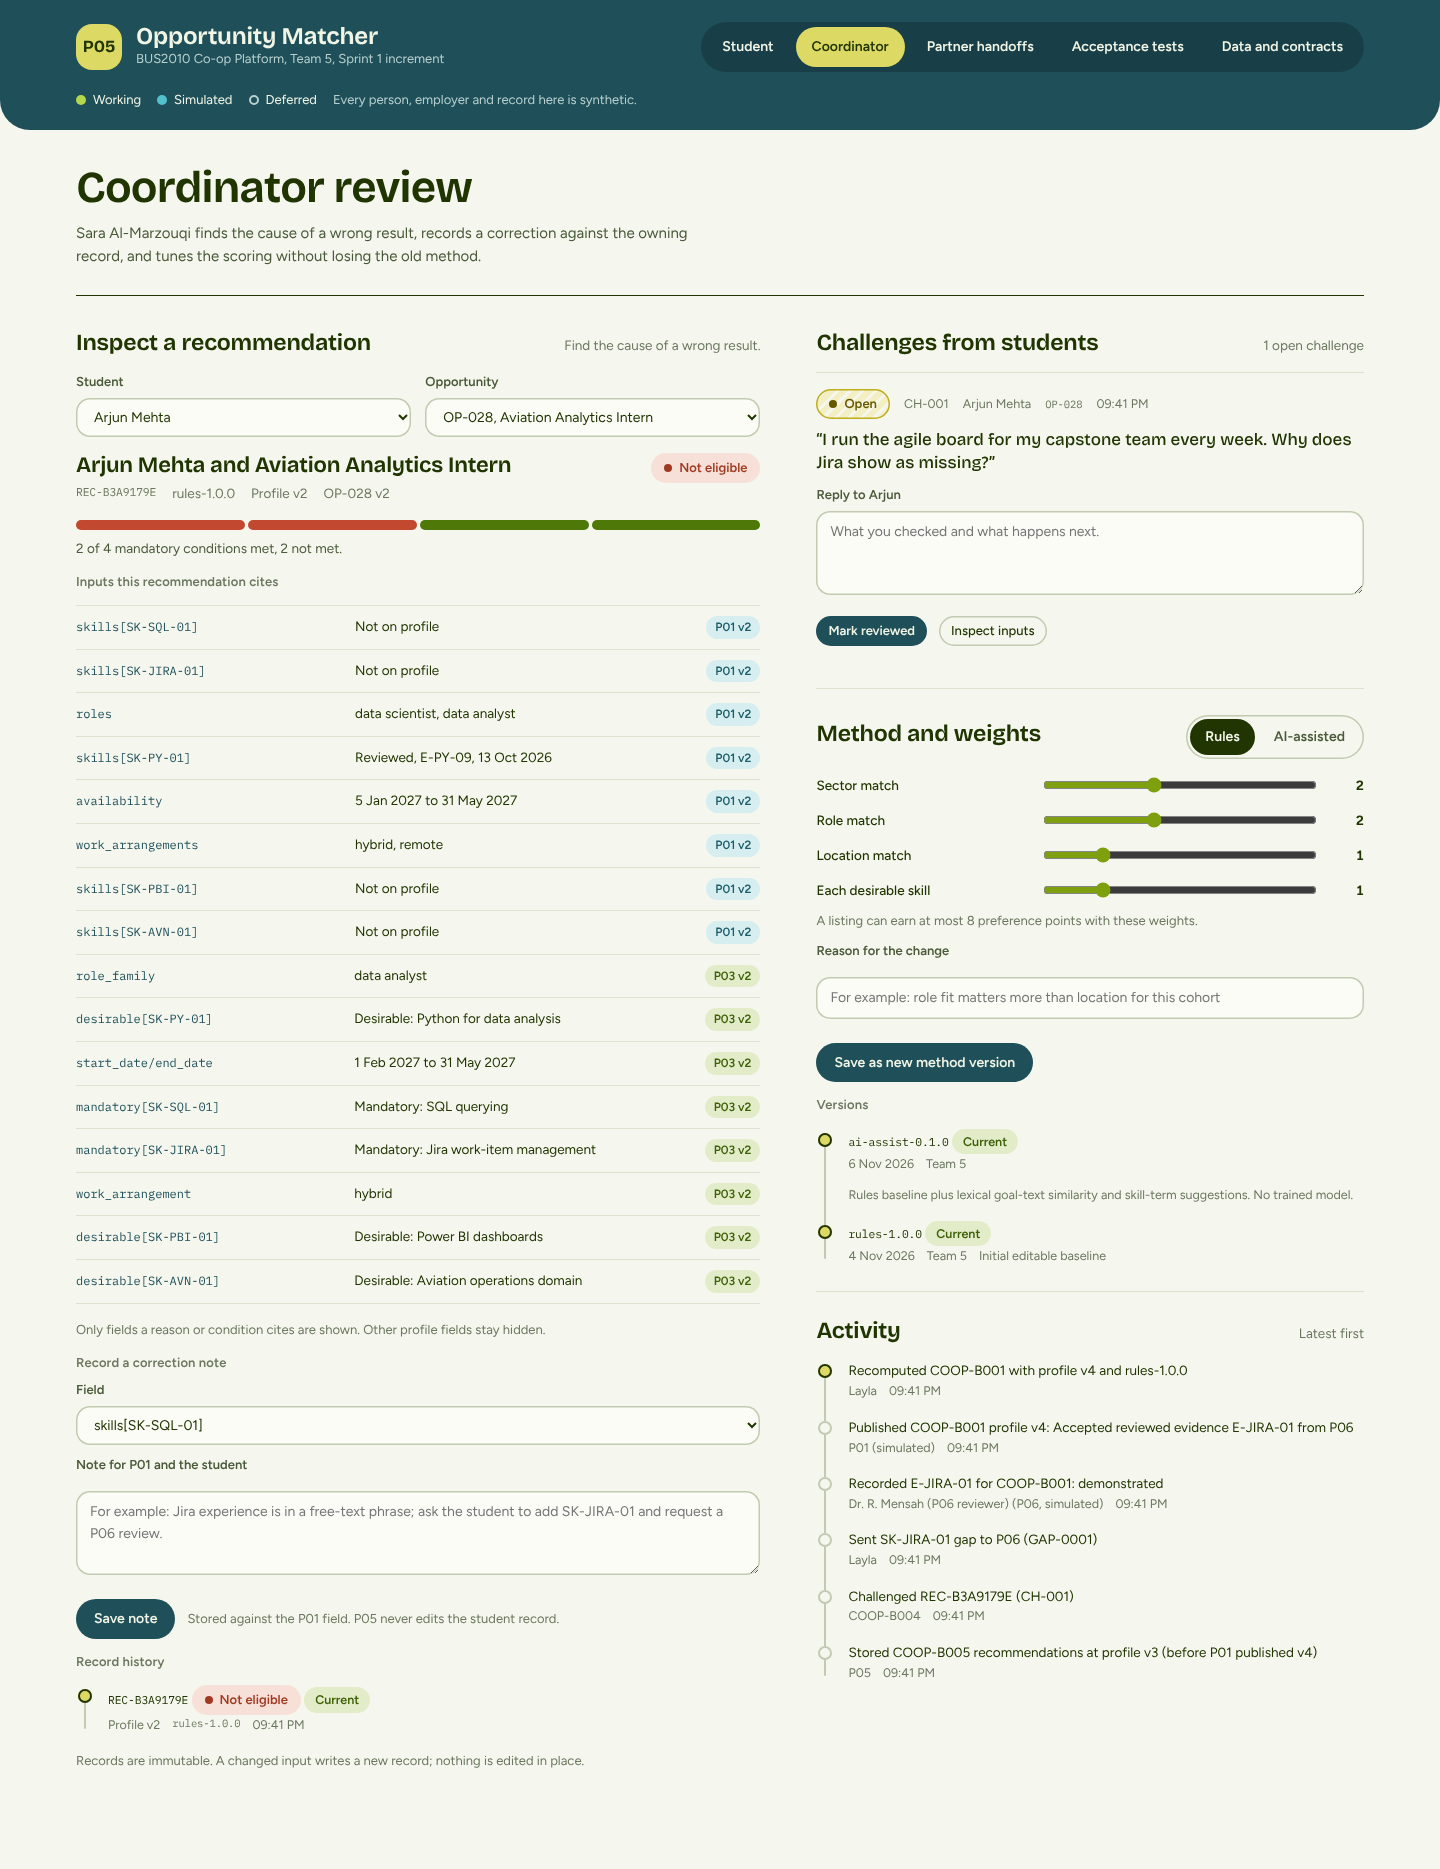 P05
Opportunity Matcher
BUS2010 Co-op Platform, Team 5, Sprint 1 increment
Student
Coordinator
Partner handoffs
Acceptance tests
Data and contracts
Working
Simulated
Deferred
Every person, employer and record here is synthetic.
Coordinator review
Sara Al-Marzouqi finds the cause of a wrong result, records a correction against the owning
record, and tunes the scoring without losing the old method.
Inspect a recommendation
Find the cause of a wrong result.
Student
Opportunity
Arjun Mehta
OP-028, Aviation Analytics Intern
Arjun Mehta and Aviation Analytics Intern
Not eligible
REC-B3A9179E rules-1.0.0 Profile v2 OP-028 v2
2 of 4 mandatory conditions met, 2 not met.
Inputs this recommendation cites
skills[SK-SQL-01] Not on profile P01 v2
skills[SK-JIRA-01] Not on profile P01 v2
roles data scientist, data analyst P01 v2
skills[SK-PY-01] Reviewed, E-PY-09, 13 Oct 2026 P01 v2
availability 5 Jan 2027 to 31 May 2027 P01 v2
work_arrangements hybrid, remote P01 v2
skills[SK-PBI-01] Not on profile P01 v2
skills[SK-AVN-01] Not on profile P01 v2
role_family data analyst P03 v2
desirable[SK-PY-01] Desirable: Python for data analysis P03 v2
start_date/end_date 1 Feb 2027 to 31 May 2027 P03 v2
mandatory[SK-SQL-01] Mandatory: SQL querying P03 v2
mandatory[SK-JIRA-01] Mandatory: Jira work-item management P03 v2
work_arrangement hybrid P03 v2
desirable[SK-PBI-01] Desirable: Power BI dashboards P03 v2
desirable[SK-AVN-01] Desirable: Aviation operations domain P03 v2
Only fields a reason or condition cites are shown. Other profile fields stay hidden.
Record a correction note
Field
skills[SK-SQL-01]
Note for P01 and the student
For example: Jira experience is in a free-text phrase; ask the student to add SK-JIRA-01 and request a
P06 review.
Save note
Stored against the P01 field. P05 never edits the student record.
Record history
REC-B3A9179E Not eligible Current
Profile v2 rules-1.0.0 09:41 PM
Records are immutable. A changed input writes a new record; nothing is edited in place.
Challenges from students
1 open challenge
Open CH-001 Arjun Mehta OP-028 09:41 PM
“I run the agile board for my capstone team every week. Why does
Jira show as missing?”
Reply to Arjun
What you checked and what happens next.
Mark reviewed
Inspect inputs
Method and weights
Rules
AI-assisted
Sector match 2
Role match 2
Location match 1
Each desirable skill 1
A listing can earn at most 8 preference points with these weights.
Reason for the change
For example: role fit matters more than location for this cohort
Save as new method version
Versions
ai-assist-0.1.0 Current
6 Nov 2026 Team 5
Rules baseline plus lexical goal-text similarity and skill-term suggestions. No trained model.
rules-1.0.0 Current
4 Nov 2026 Team 5 Initial editable baseline
Activity
Latest first
Recomputed COOP-B001 with profile v4 and rules-1.0.0
Layla 09:41 PM
Published COOP-B001 profile v4: Accepted reviewed evidence E-JIRA-01 from P06
P01 (simulated) 09:41 PM
Recorded E-JIRA-01 for COOP-B001: demonstrated
Dr. R. Mensah (P06 reviewer) (P06, simulated) 09:41 PM
Sent SK-JIRA-01 gap to P06 (GAP-0001)
Layla 09:41 PM
Challenged REC-B3A9179E (CH-001)
COOP-B004 09:41 PM
Stored COOP-B005 recommendations at profile v3 (before P01 published v4)
P05 09:41 PM